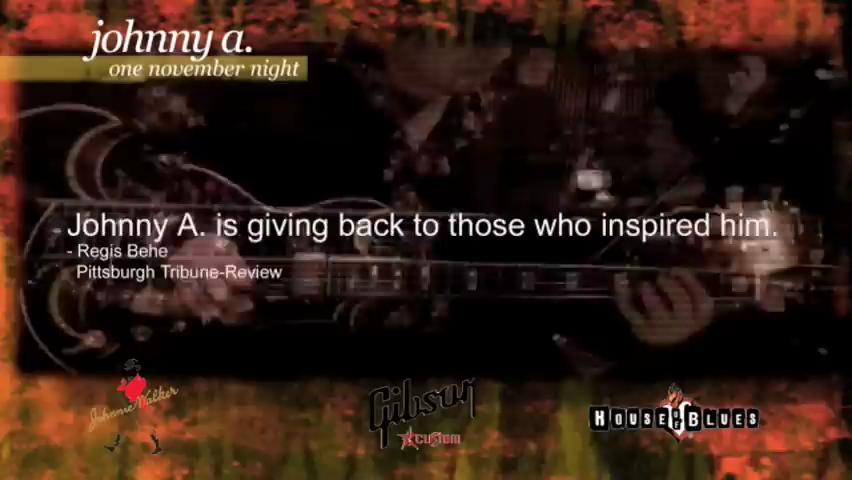 johnny a.
one november night
Johnny A. is giving back to those who inspired him.
- Regis Behe
Pittsburgh Tribune-Review
Johnnie Walker
Gibson
CUSTOM
HOUSE OF BLUES